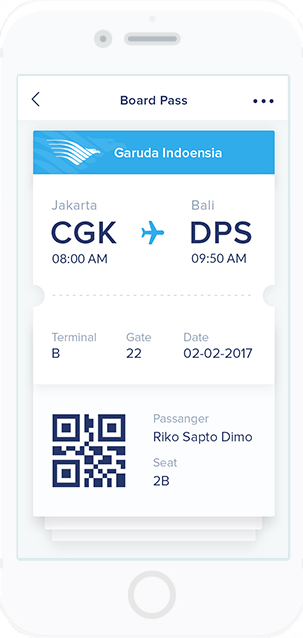 Board Pass
Garuda Indoensia
Jakarta Bali
CGK DPS
08:00 AM 09:50 AM
Terminal Gate Date
B 22 02-02-2017
Passanger
Riko Sapto Dimo
Seat
2B